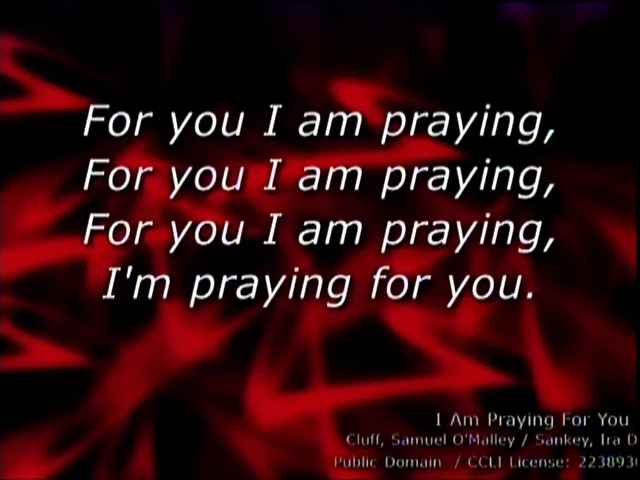 For you I am praying,
For you I am praying,
For you I am praying,
I'm praying for you.
I Am Praying For You
Cluff, Samuel O'Malley / Sankey, Ira D
Public Domain / CCLI License: 223893